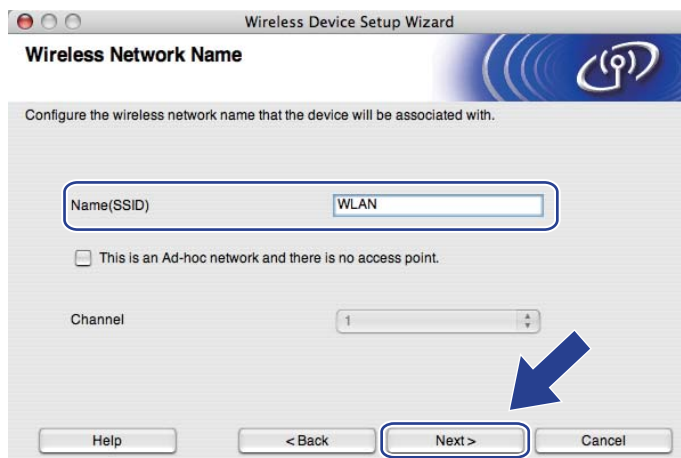 Wireless Device Setup Wizard
Wireless Network Name
Configure the wireless network name that the device will be associated with.
Name(SSID) WLAN
This is an Ad-hoc network and there is no access point.
Channel 1
Help < Back Next > Cancel